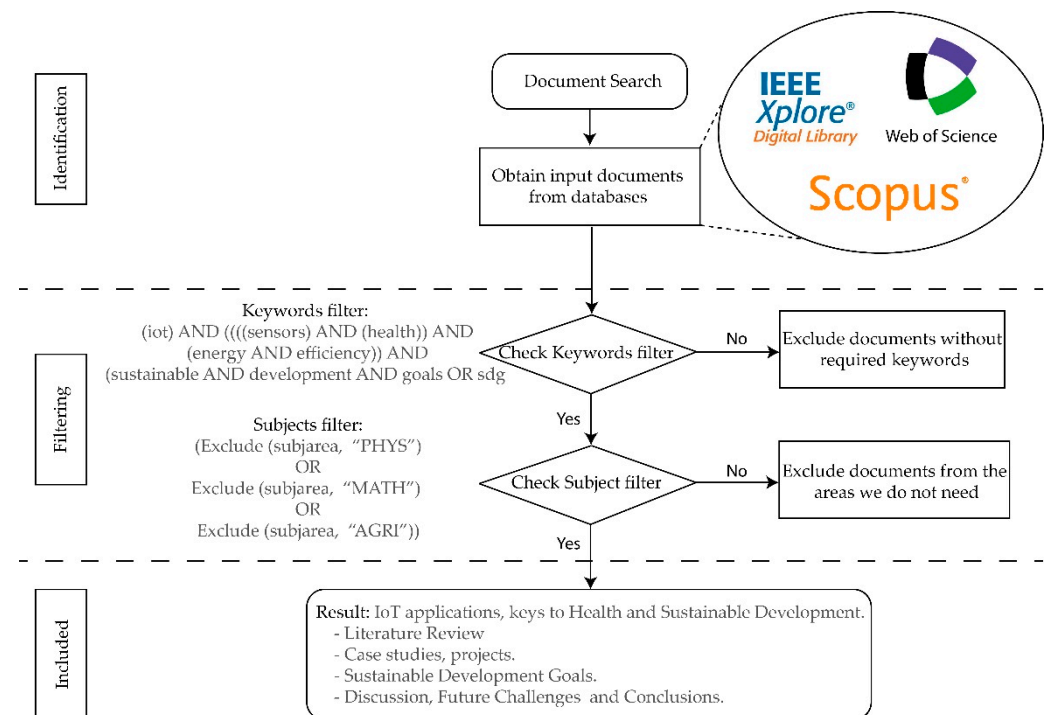 Identification
Document Search
IEEE
Xplore®
Digital Library
Web of Science
Scopus®
Obtain input documents
from databases
Filtering
Keywords filter:
(iot) AND ((((sensors) AND (health)) AND
(energy AND efficiency)) AND
(sustainable AND development AND goals OR sdg
Check Keywords filter
No
Exclude documents without
required keywords
Yes
Subjects filter:
(Exclude (subjarea, “PHYS”)
OR
Exclude (subjarea, “MATH”)
OR
Exclude (subjarea, “AGRI”))
Check Subject filter
No
Exclude documents from the
areas we do not need
Yes
Included
Result: IoT applications, keys to Health and Sustainable Development.
- Literature Review
- Case studies, projects.
- Sustainable Development Goals.
- Discussion, Future Challenges and Conclusions.